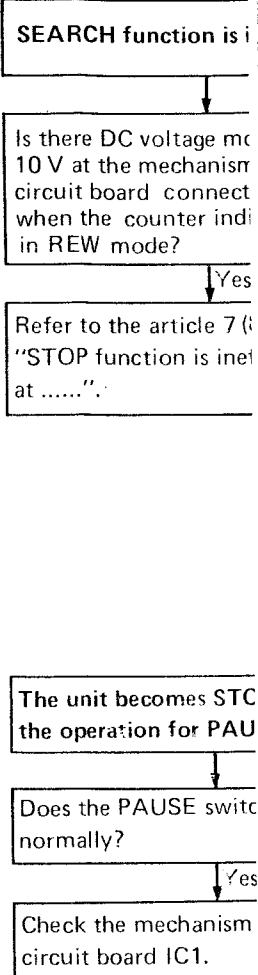 SEARCH function is i
Is there DC voltage mo
10 V at the mechanism
circuit board connect
when the counter indi
in REW mode?
Yes
Refer to the article 7 (
"STOP function is inef
at ......".
The unit becomes STO
the operation for PAU
Does the PAUSE switc
normally?
Yes
Check the mechanism
circuit board IC1.